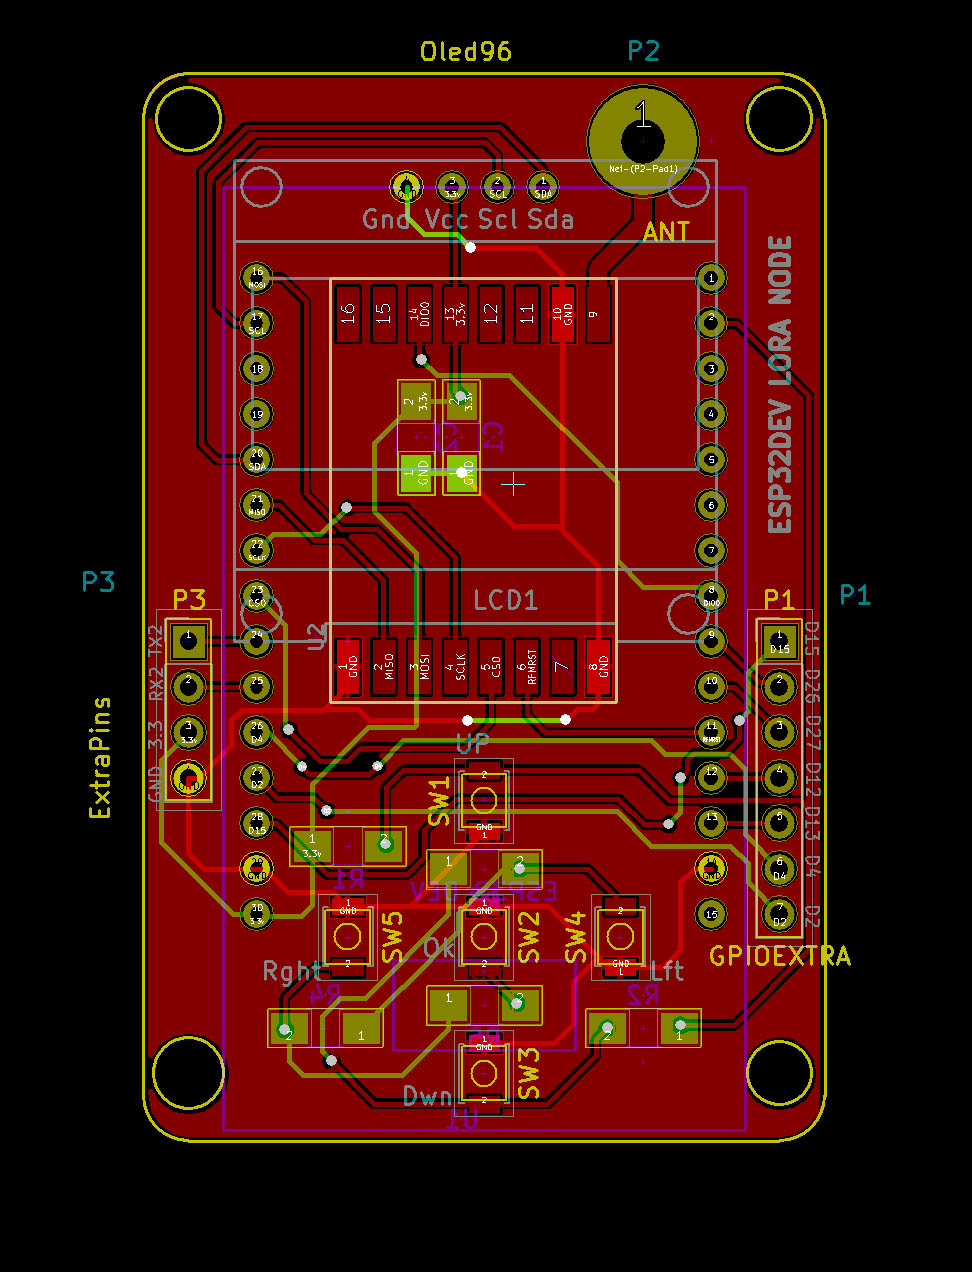 Oled96
P2
1
Net-(P2-Pad1)
4
GND
3
3.3v
2
SCL
1
SDA
Gnd Vcc Scl Sda
ANT
ESP32DEV LORA NODE
16
MOSI
17
SCL
18
19
20
SDA
21
MISO
22
SCLK
23
CS0
24
25
26
D4
27
D2
28
D15
GND
30
3.3v
1
2
3
4
5
6
7
8
DIO0
9
10
11
RFMRST
12
13
GND
15
16
15
14
DIO0
13
3.3v
12
11
10
GND
9
2
3.3v
2
3.3v
C2
C1
1
GND
1
GND
LCD1
U2
1
GND
2
MISO
3
MOSI
4
SCLK
5
CS0
6
RFMRST
7
8
GND
P3
P3
1
2
3
3.3v
GND
GND 3.3 RX2 TX2
ExtraPins
P1
P1
1
D15
2
3
4
5
6
D4
7
D2
D15 D26 D27 D12 D13 D4 D2
GPIOEXTRA
UP
SW1
2
GND
1
1
3.3v
2
R1
1
2
ESP32 DEV
1
GND
2
SW5
Rght
1
GND
2
SW2
Ok
2
GND
1
SW4
Lft
R4
2
1
1
2
R2
2
1
1
GND
2
SW3
Dwn
U1